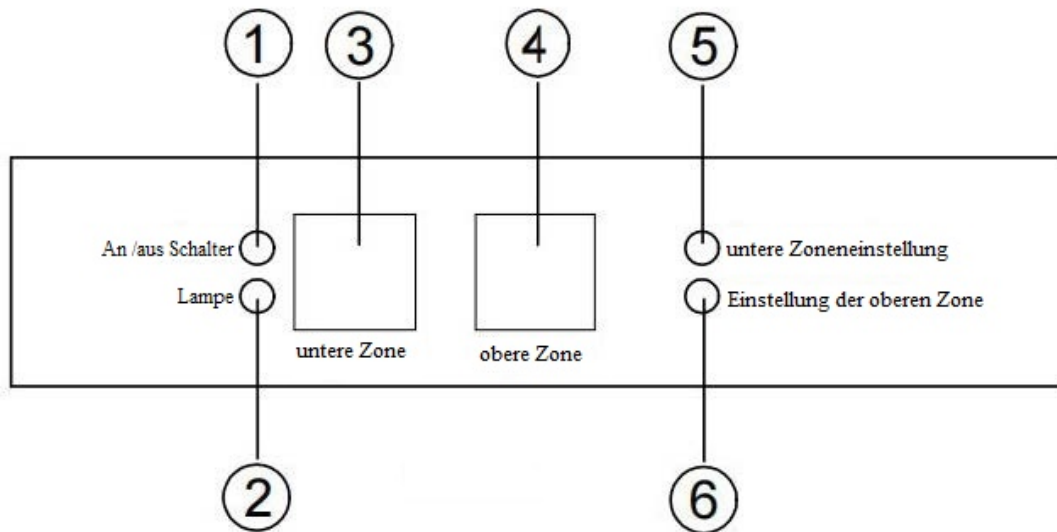 1
3
4
5
An /aus Schalter
untere Zoneneinstellung
Lampe
Einstellung der oberen Zone
untere Zone
obere Zone
2
6